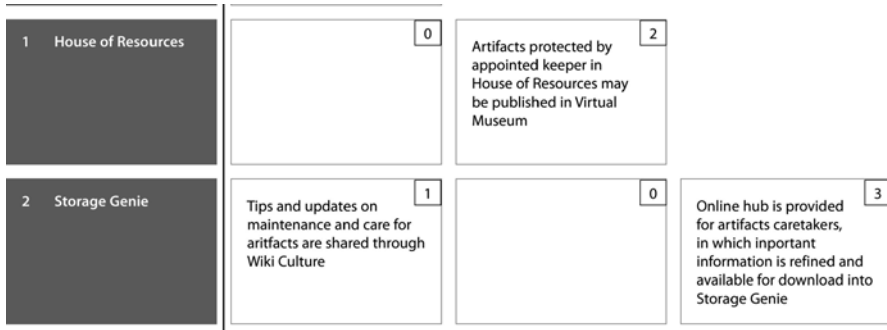 1 House of Resources
0
2
Artifacts protected by
appointed keeper in
House of Resources may
be published in Virtual
Museum
2 Storage Genie
1
Tips and updates on
maintenance and care for
aritfacts are shared through
Wiki Culture
0
3
Online hub is provided
for artifacts caretakers,
in which inportant
information is refined and
available for download into
Storage Genie